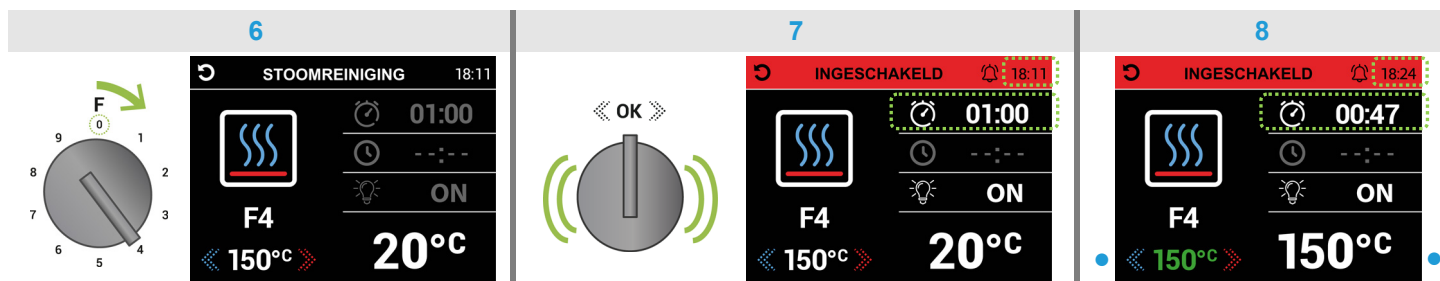 6
F
0
1
2
3
4
5
6
7
8
9
STOOMREINIGING 18:11
01:00
--:--
ON
F4
150°C
20°C
7
OK
INGESCHAKELD 18:11
01:00
--:--
ON
F4
150°C
20°C
8
INGESCHAKELD 18:24
00:47
--:--
ON
F4
150°C
150°C